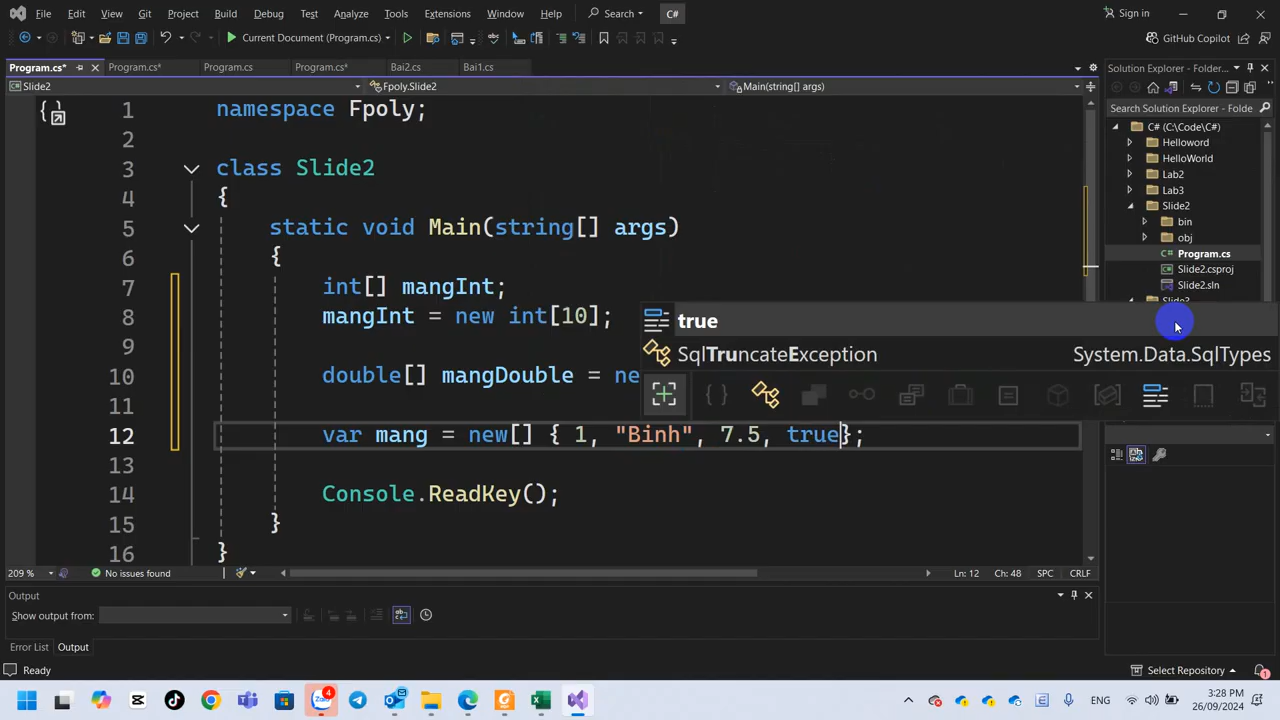 File Edit View Git Project Build Debug Test Analyze Tools Extensions Window Help Search C# Sign in
Current Document (Program.cs) GitHub Copilot
Program.cs* Program.cs* Program.cs Program.cs* Bai2.cs Bai1.cs
Solution Explorer - Folder...
Slide2 Fpoly.Slide2 Main(string[] args)
Search Solution Explorer - Folde
C# (C:\Code\C#)
Helloword
HelloWorld
Lab2
Lab3
Slide2
bin
obj
Program.cs
Slide2.csproj
Slide2.sln
1 namespace Fpoly;
2
3 class Slide2
4 {
5 static void Main(string[] args)
6 {
7 int[] mangInt;
8 mangInt = new int[10];
9
10 double[] mangDouble = ne
11
12 var mang = new[] { 1, "Binh", 7.5, true};
13
14 Console.ReadKey();
15 }
16 }
true
SqlTruncateException System.Data.SqlTypes
209 % No issues found Ln: 12 Ch: 48 SPC CRLF
Output
Show output from:
Error List Output
Ready Select Repository 1
4 ENG 3:28 PM
26/09/2024